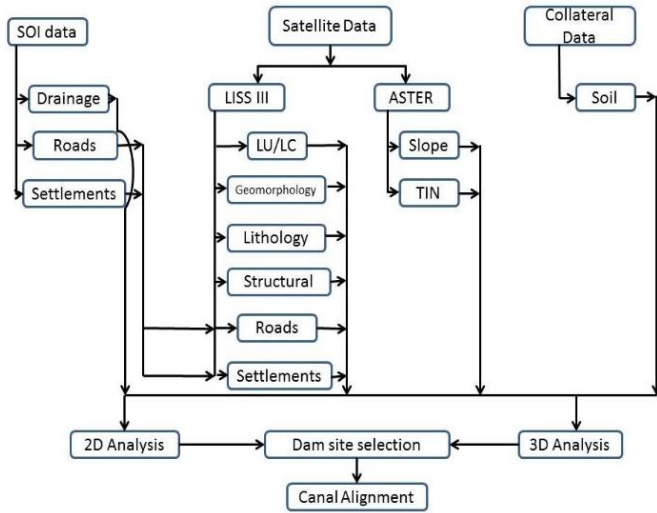 SOI data
Satellite Data
Collateral
Data
Drainage
Roads
Settlements
LISS III
ASTER
Soil
LU/LC
Geomorphology
Lithology
Structural
Roads
Settlements
Slope
TIN
2D Analysis
Dam site selection
3D Analysis
Canal Alignment